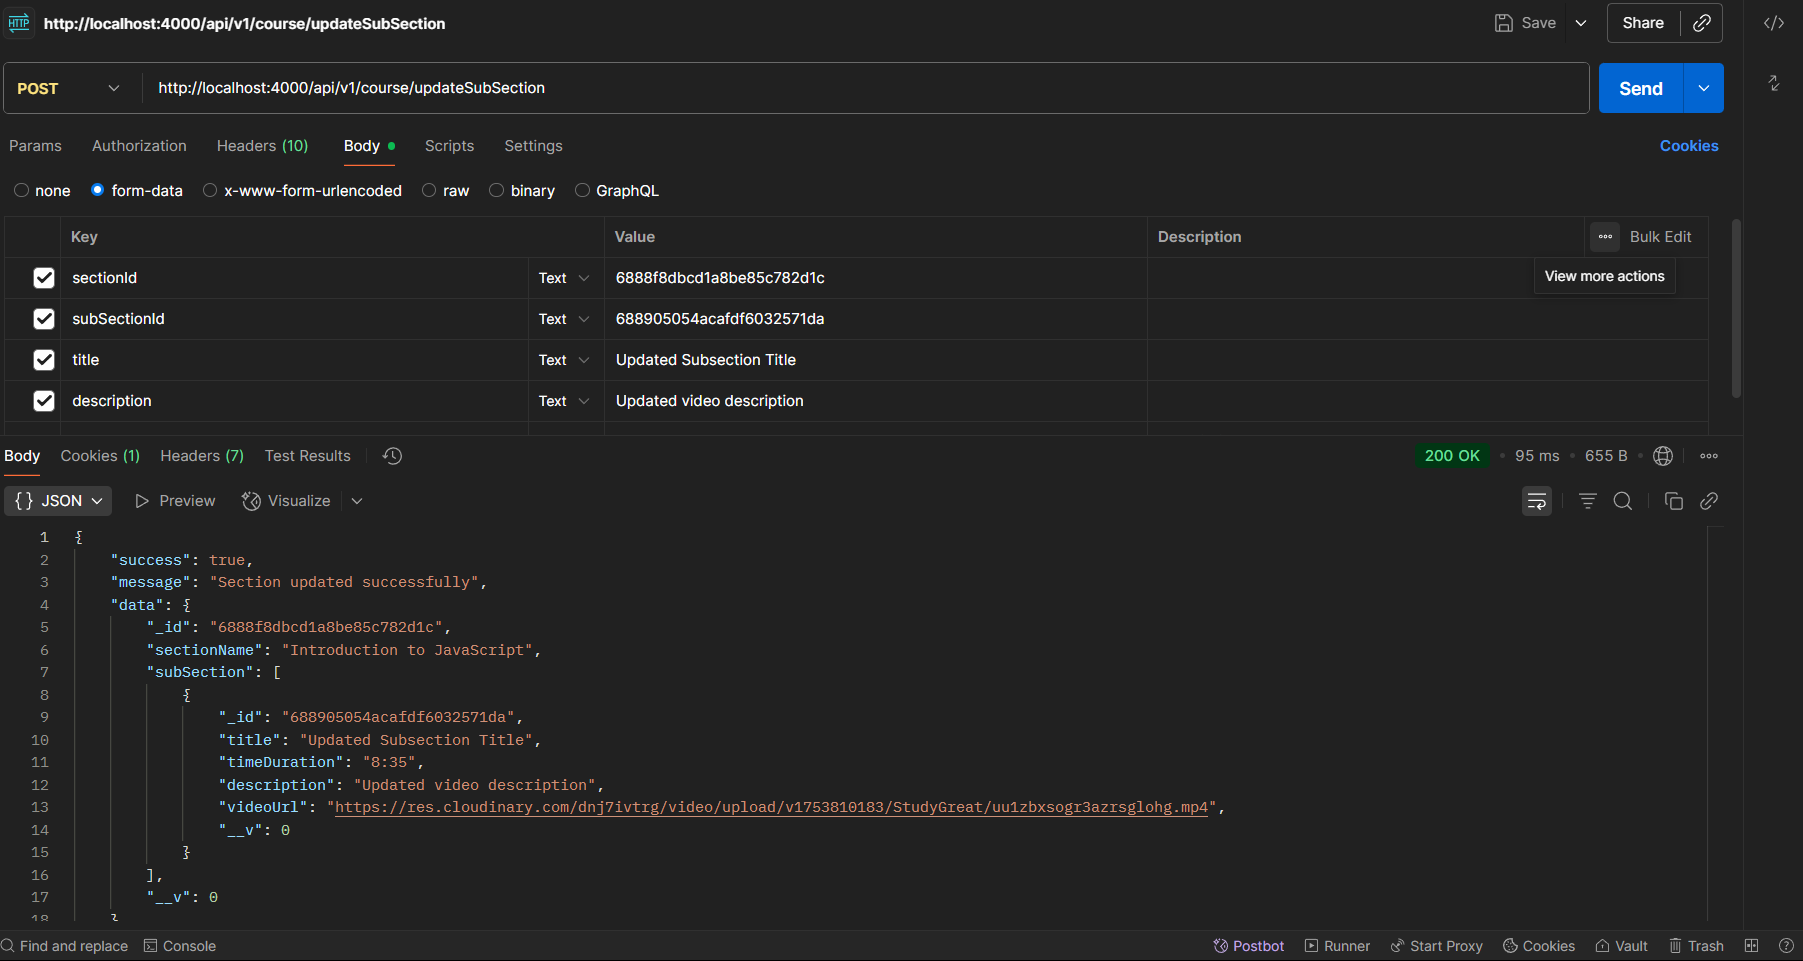 HTTP http://localhost:4000/api/v1/course/updateSubSection Save Share
POST http://localhost:4000/api/v1/course/updateSubSection Send
Params Authorization Headers (10) Body Scripts Settings Cookies
none form-data x-www-form-urlencoded raw binary GraphQL
Key Value Description Bulk Edit
sectionId Text 6888f8dbcd1a8be85c782d1c
View more actions
subSectionId Text 688905054acafdf6032571da
title Text Updated Subsection Title
description Text Updated video description
Body Cookies (1) Headers (7) Test Results 200 OK • 95 ms • 655 B
{} JSON Preview Visualize
1 {
2 "success": true,
3 "message": "Section updated successfully",
4 "data": {
5 "_id": "6888f8dbcd1a8be85c782d1c",
6 "sectionName": "Introduction to JavaScript",
7 "subSection": [
8 {
9 "_id": "688905054acafdf6032571da",
10 "title": "Updated Subsection Title",
11 "timeDuration": "8:35",
12 "description": "Updated video description",
13 "videoUrl": "https://res.cloudinary.com/dnj7ivtrg/video/upload/v1753810183/StudyGreat/uu1zbxsogr3azrsglohg.mp4",
14 "__v": 0
15 }
16 ],
17 "__v": 0
18 }
Find and replace Console Postbot Runner Start Proxy Cookies Vault Trash